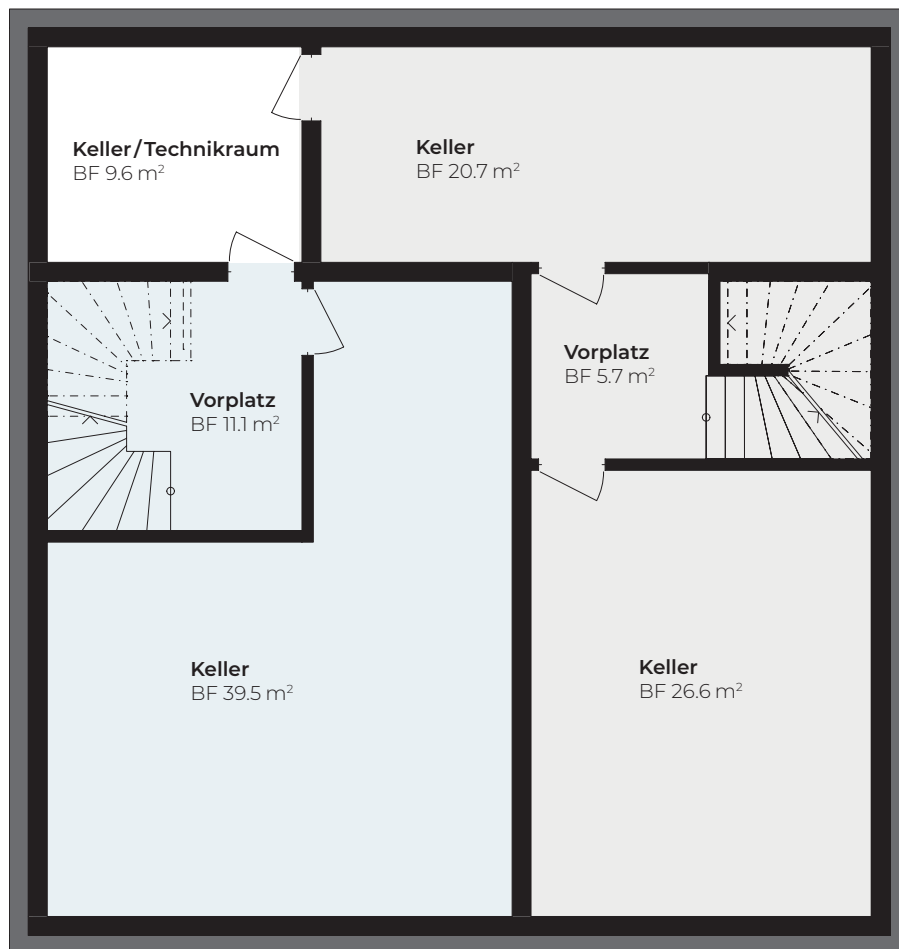 Keller/Technikraum
BF 9.6 m²
Keller
BF 20.7 m²
Vorplatz
BF 5.7 m²
Vorplatz
BF 11.1 m²
Keller
BF 39.5 m²
Keller
BF 26.6 m²